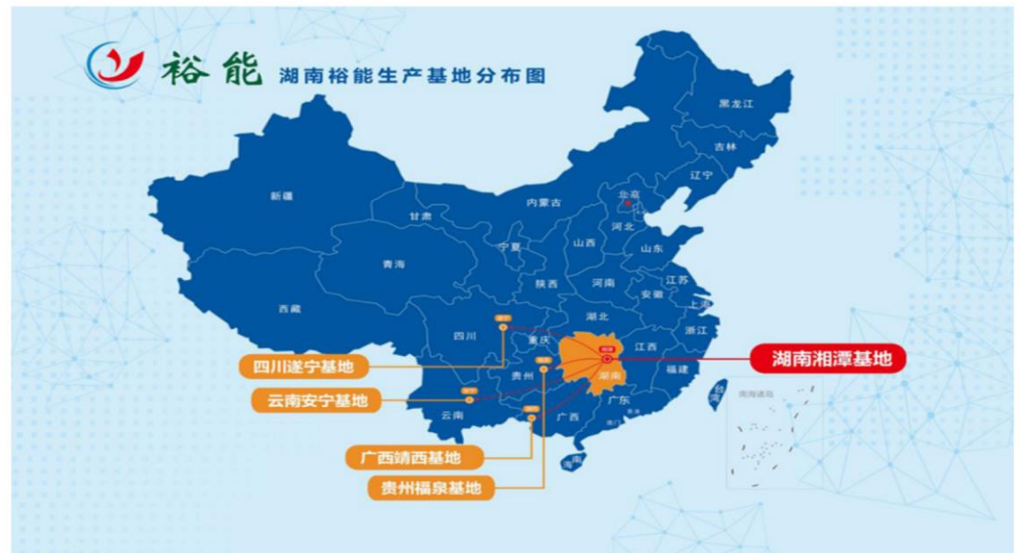 裕能 湖南裕能生产基地分布图
黑龙江
吉林
辽宁
新疆
北京
内蒙古
甘肃
河北
山西
宁夏
山东
青海
陕西
河南
江苏
安徽
上海
西藏
湖北
浙江
四川
重庆
江西
湖南湘潭基地
四川遂宁基地
贵州
湖南
福建
台湾
南海诸岛
云南安宁基地
广东
云南
广西
香港
澳门
广西靖西基地
海南
贵州福泉基地